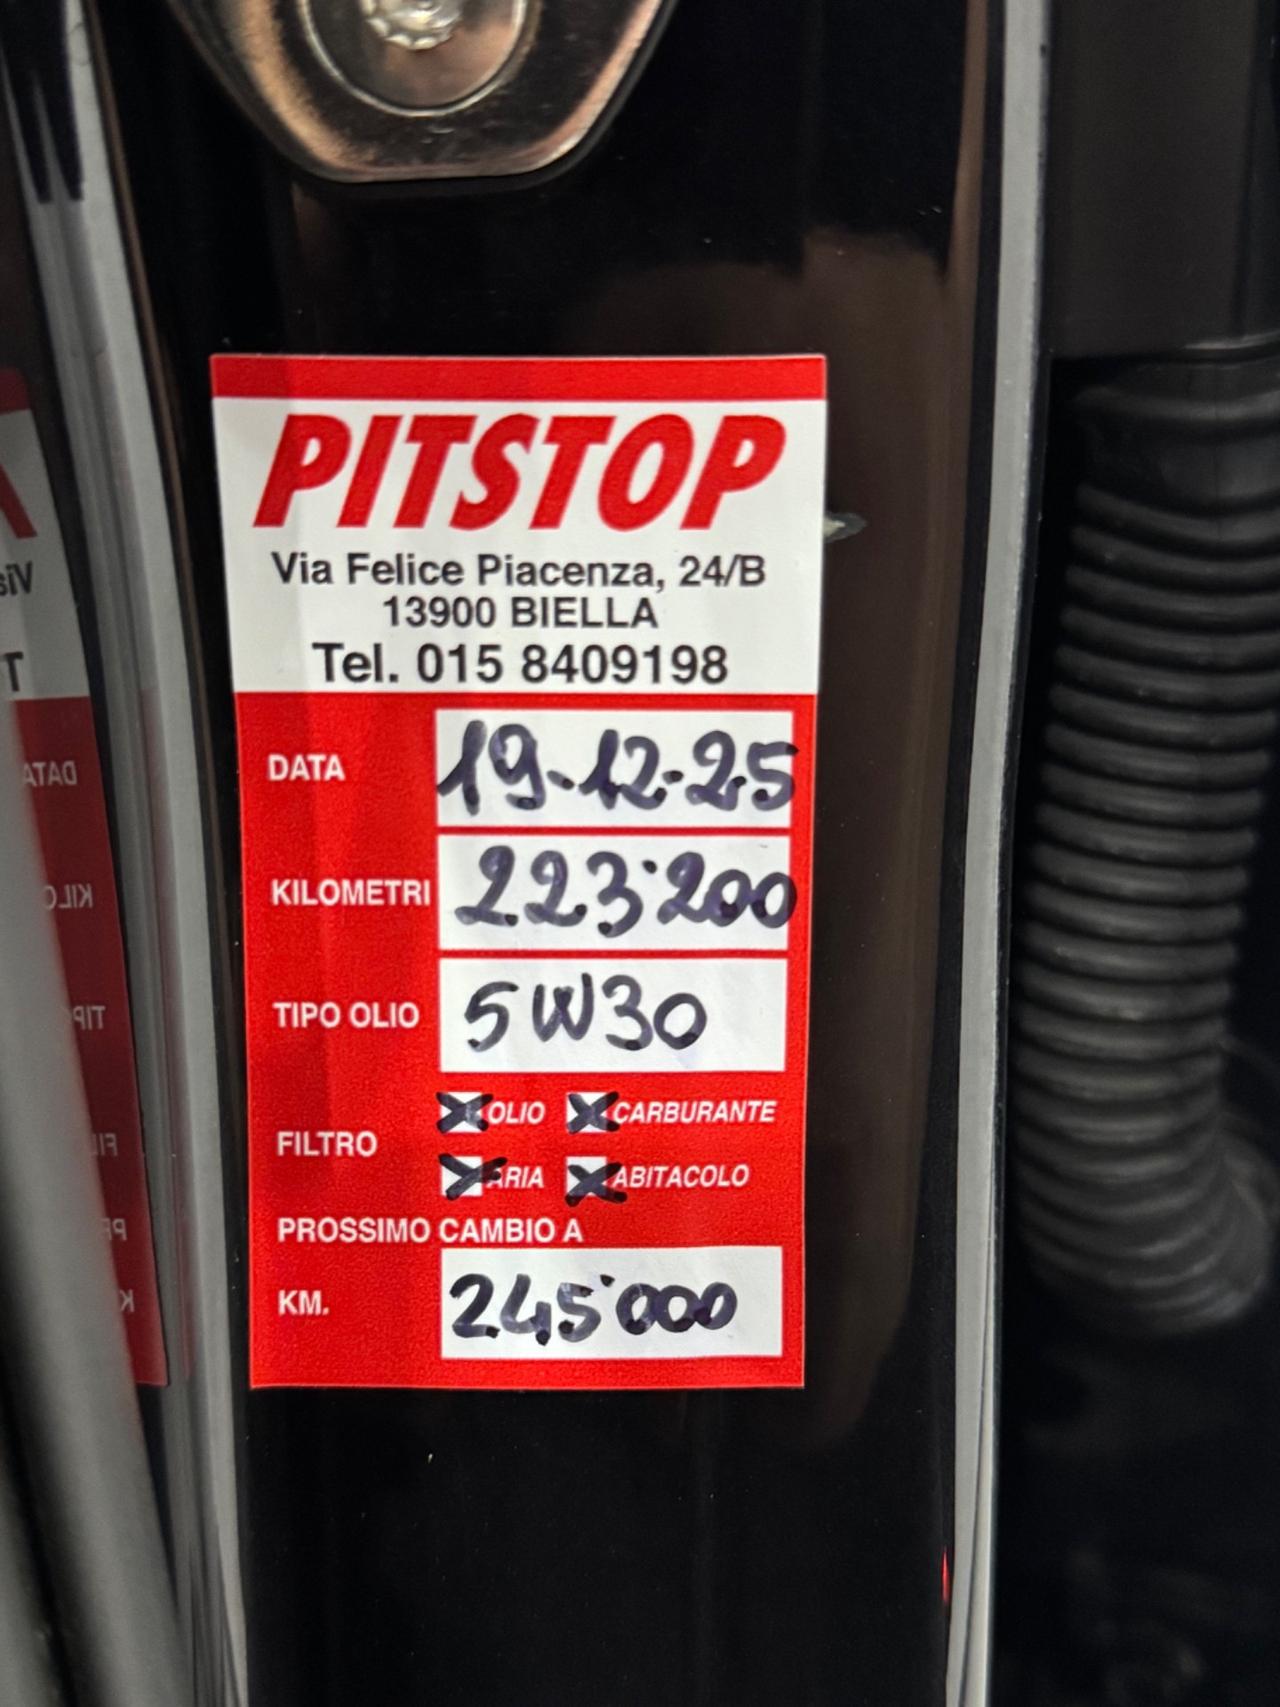 PITSTOP
Via Felice Piacenza, 24/B
13900 BIELLA
Tel. 015 8409198
DATA 19-12-25
KILOMETRI 223'200
TIPO OLIO 5W30
FILTRO
OLIO CARBURANTE
ARIA ABITACOLO
PROSSIMO CAMBIO A
KM. 245'000